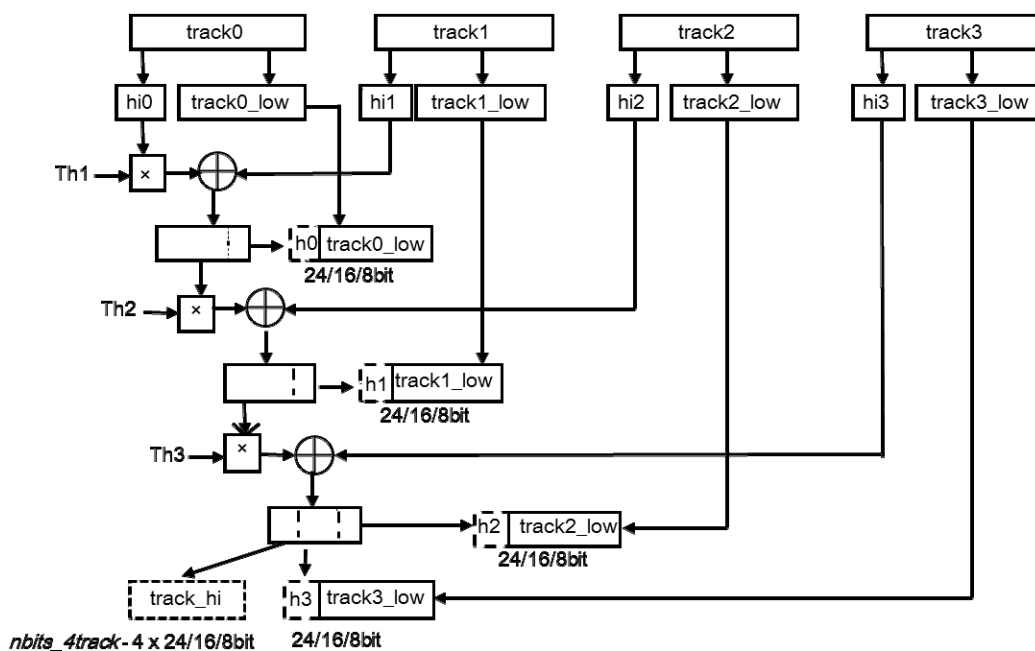 track0 track1 track2 track3
hi0 track0_low hi1 track1_low hi2 track2_low hi3 track3_low
Th1 ×
h0 track0_low
24/16/8bit
Th2 ×
h1 track1_low
24/16/8bit
Th3 ×
h2 track2_low
24/16/8bit
track_hi h3 track3_low
nbits_4track - 4 x 24/16/8bit 24/16/8bit